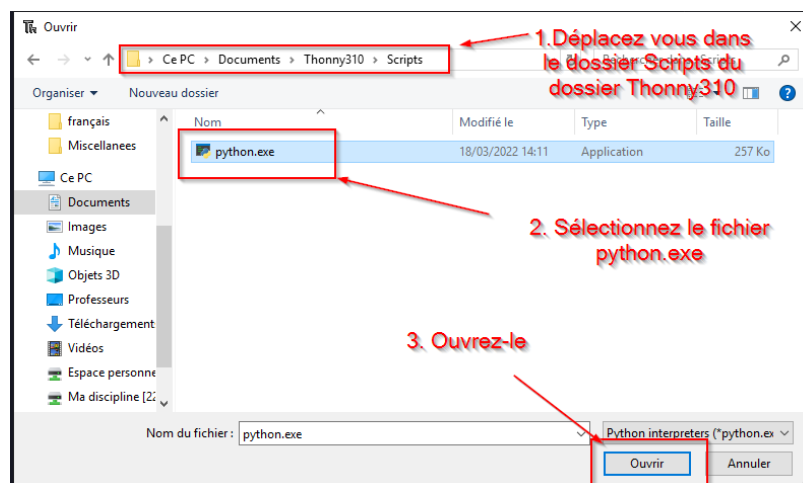 Ouvrir
1.Déplacez vous dans
le dossier Scripts du
dossier Thonny310
Ce PC > Documents > Thonny310 > Scripts
Organiser
Nouveau dossier
Nom
Modifié le
Type
Taille
français
Miscellanees
Ce PC
Documents
Images
Musique
Objets 3D
Professeurs
Téléchargement
Vidéos
Espace personne
Ma discipline [22
python.exe
18/03/2022 14:11
Application
257 Ko
2. Sélectionnez le fichier
python.exe
3. Ouvrez-le
Nom du fichier :
python.exe
Python interpreters (*python.ex
Ouvrir
Annuler